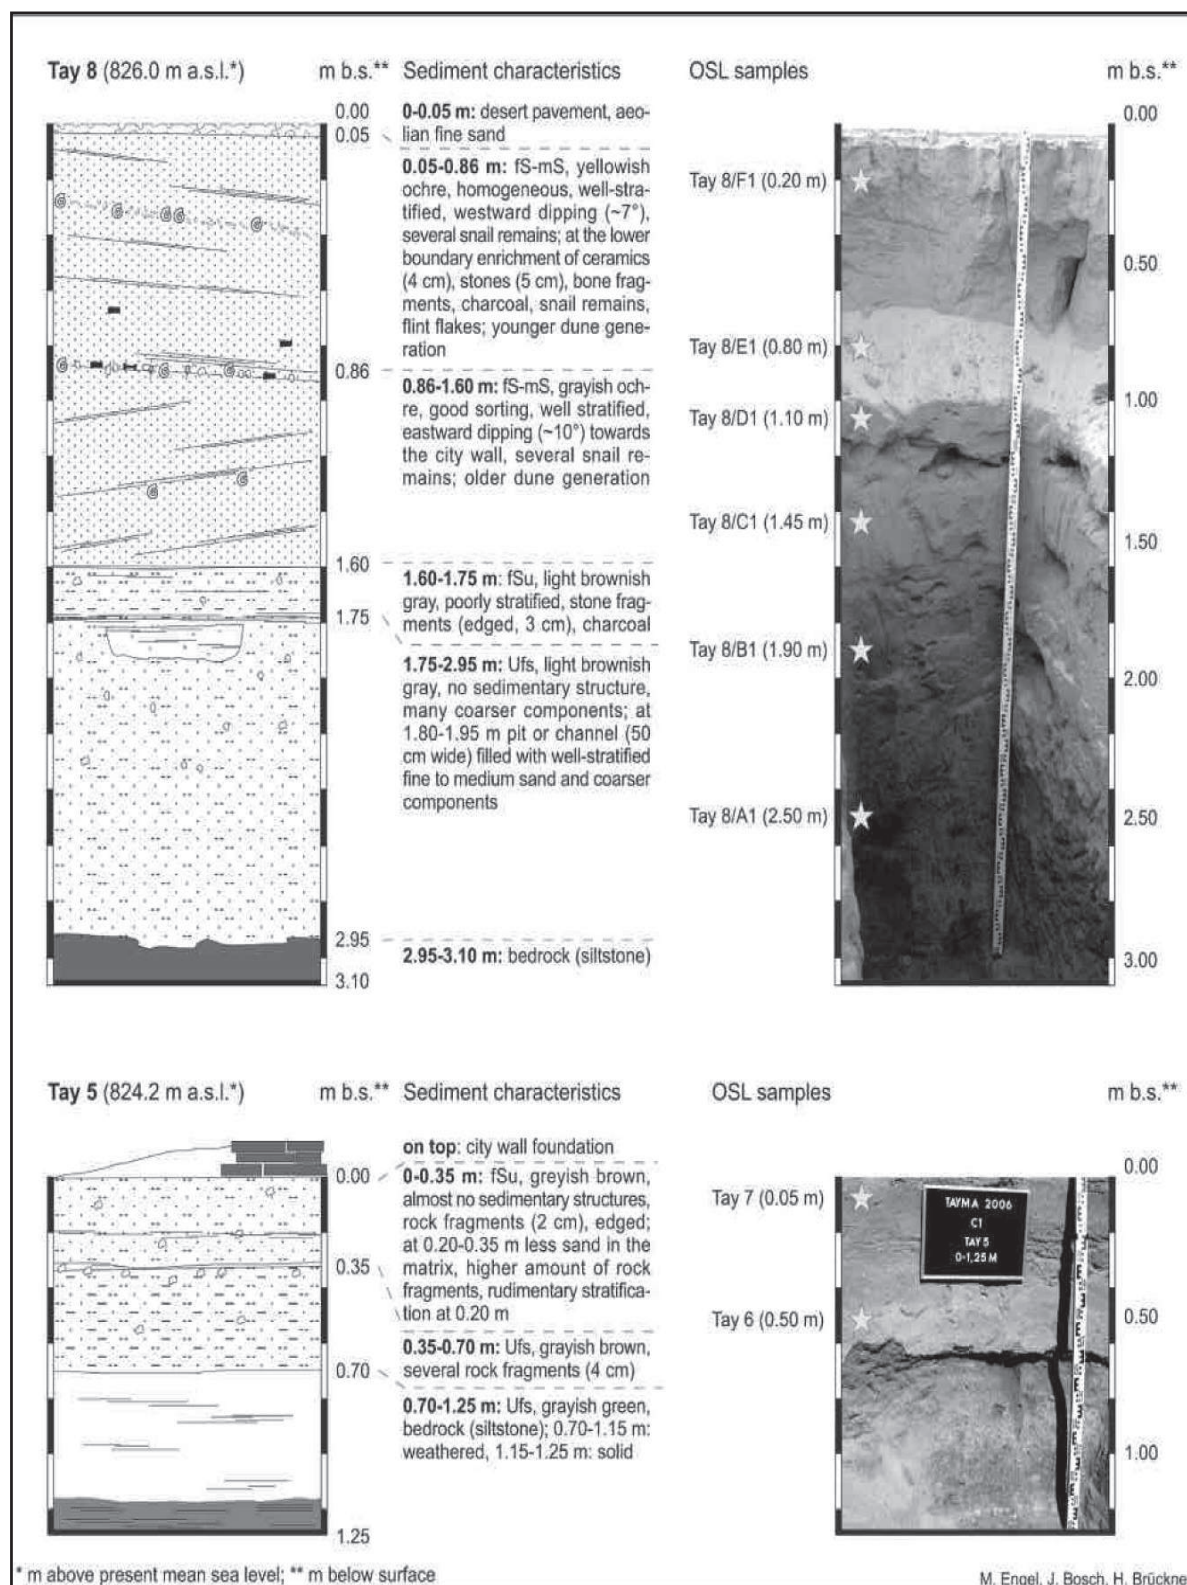 Tay 8 (826.0 m a.s.l.*)
m b.s.**
Sediment characteristics
OSL samples
m b.s.**
0.00
0.05
0.86
1.60
1.75
2.95
3.10
0-0.05 m: desert pavement, aeo-
lian fine sand
0.05-0.86 m: fS-mS, yellowish
ochre, homogeneous, well-stra-
tified, westward dipping (~7°),
several snail remains; at the lower
boundary enrichment of ceramics
(4 cm), stones (5 cm), bone frag-
ments, charcoal, snail remains,
flint flakes; younger dune gene-
ration
0.86-1.60 m: fS-mS, grayish och-
re, good sorting, well stratified,
eastward dipping (~10°) towards
the city wall, several snail re-
mains; older dune generation
1.60-1.75 m: fSu, light brownish
gray, poorly stratified, stone frag-
ments (edged, 3 cm), charcoal
1.75-2.95 m: Ufs, light brownish
gray, no sedimentary structure,
many coarser components; at
1.80-1.95 m pit or channel (50
cm wide) filled with well-stratified
fine to medium sand and coarser
components
2.95-3.10 m: bedrock (siltstone)
Tay 8/F1 (0.20 m)
Tay 8/E1 (0.80 m)
Tay 8/D1 (1.10 m)
Tay 8/C1 (1.45 m)
Tay 8/B1 (1.90 m)
Tay 8/A1 (2.50 m)
0.00
0.50
1.00
1.50
2.00
2.50
3.00
Tay 5 (824.2 m a.s.l.*)
m b.s.**
Sediment characteristics
OSL samples
m b.s.**
0.00
0.35
0.70
1.25
on top: city wall foundation
0-0.35 m: fSu, greyish brown,
almost no sedimentary structures,
rock fragments (2 cm), edged;
at 0.20-0.35 m less sand in the
matrix, higher amount of rock
fragments, rudimentary stratifica-
tion at 0.20 m
0.35-0.70 m: Ufs, grayish brown,
several rock fragments (4 cm)
0.70-1.25 m: Ufs, grayish green,
bedrock (siltstone); 0.70-1.15 m:
weathered, 1.15-1.25 m: solid
Tay 7 (0.05 m)
Tay 6 (0.50 m)
TAYMA 2006
C1
TAY 5
0-1,25 M
0.00
0.50
1.00
* m above present mean sea level; ** m below surface
M. Engel, J. Bosch, H. Brückner